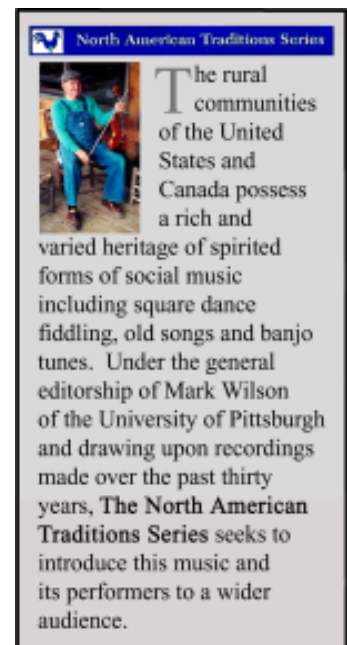 North American Traditions Series
The rural
communities
of the United
States and
Canada possess
a rich and
varied heritage of spirited
forms of social music
including square dance
fiddling, old songs and banjo
tunes.  Under the general
editorship of Mark Wilson
of the University of Pittsburgh
and drawing upon recordings
made over the past thirty
years, The North American
Traditions Series seeks to
introduce this music and
its performers to a wider
audience.